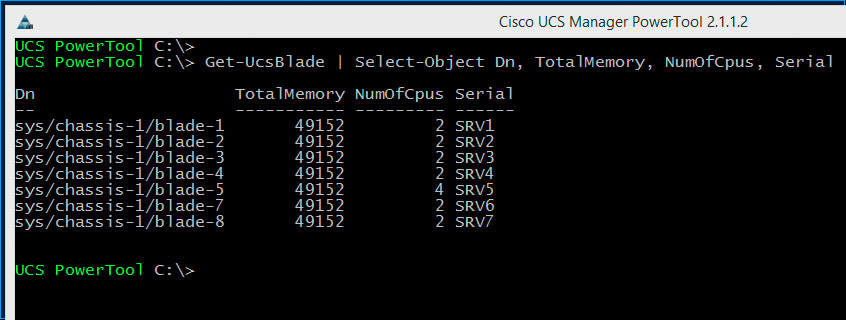 Cisco UCS Manager PowerTool 2.1.1.2
UCS PowerTool C:\>
UCS PowerTool C:\> Get-UcsBlade | Select-Object Dn, TotalMemory, NumOfCpus, Serial
Dn TotalMemory NumOfCpus Serial
-- ----------- --------- ------
sys/chassis-1/blade-1 49152 2 SRV1
sys/chassis-1/blade-2 49152 2 SRV2
sys/chassis-1/blade-3 49152 2 SRV3
sys/chassis-1/blade-4 49152 2 SRV4
sys/chassis-1/blade-5 49152 4 SRV5
sys/chassis-1/blade-7 49152 2 SRV6
sys/chassis-1/blade-8 49152 2 SRV7
UCS PowerTool C:\>